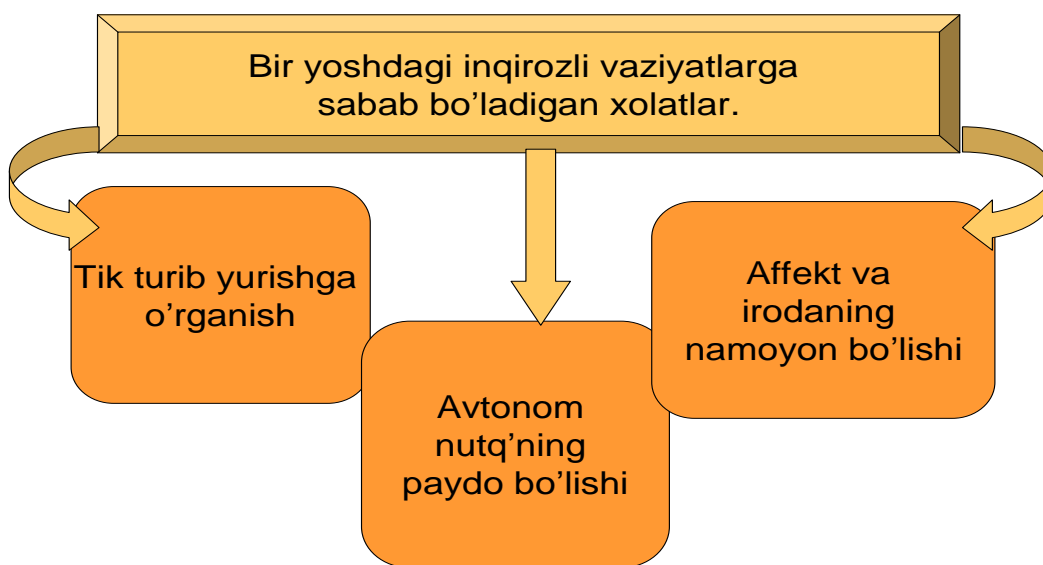 Bir yoshdagi inqirozli vaziyatlarga
sabab bo’ladigan xolatlar.
Tik turib yurishga
o’rganish
Avtonom
nutq’ning
paydo bo’lishi
Affekt va
irodaning
namoyon bo’lishi